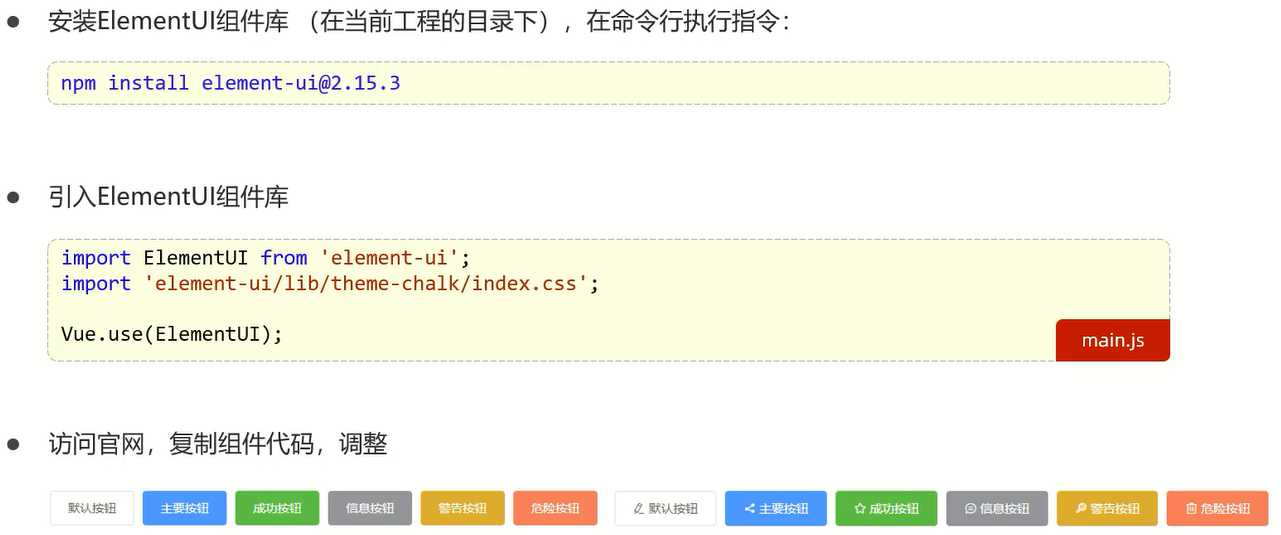 安装ElementUI组件库 （在当前工程的目录下），在命令行执行指令：
npm install element-ui@2.15.3
引入ElementUI组件库
import ElementUI from 'element-ui';
import 'element-ui/lib/theme-chalk/index.css';
Vue.use(ElementUI);
main.js
访问官网，复制组件代码，调整
默认按钮 主要按钮 成功按钮 信息按钮 警告按钮 危险按钮 默认按钮 主要按钮 成功按钮 信息按钮 警告按钮 危险按钮